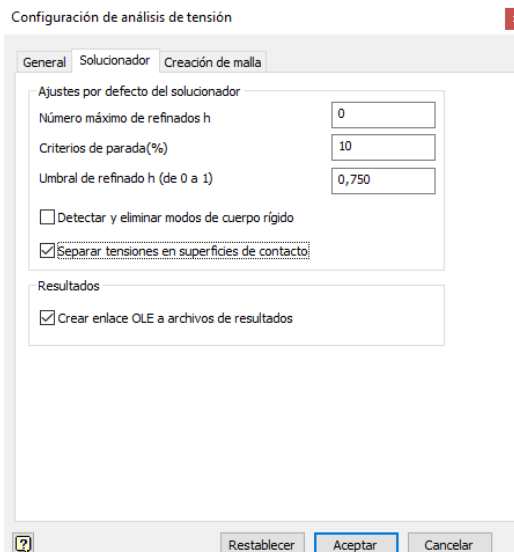 Configuración de análisis de tensión
General
Solucionador
Creación de malla
Ajustes por defecto del solucionador
Número máximo de refinados h
0
Criterios de parada(%)
10
Umbral de refinado h (de 0 a 1)
0,750
Detectar y eliminar modos de cuerpo rígido
Separar tensiones en superficies de contacto
Resultados
Crear enlace OLE a archivos de resultados
?
Restablecer
Aceptar
Cancelar